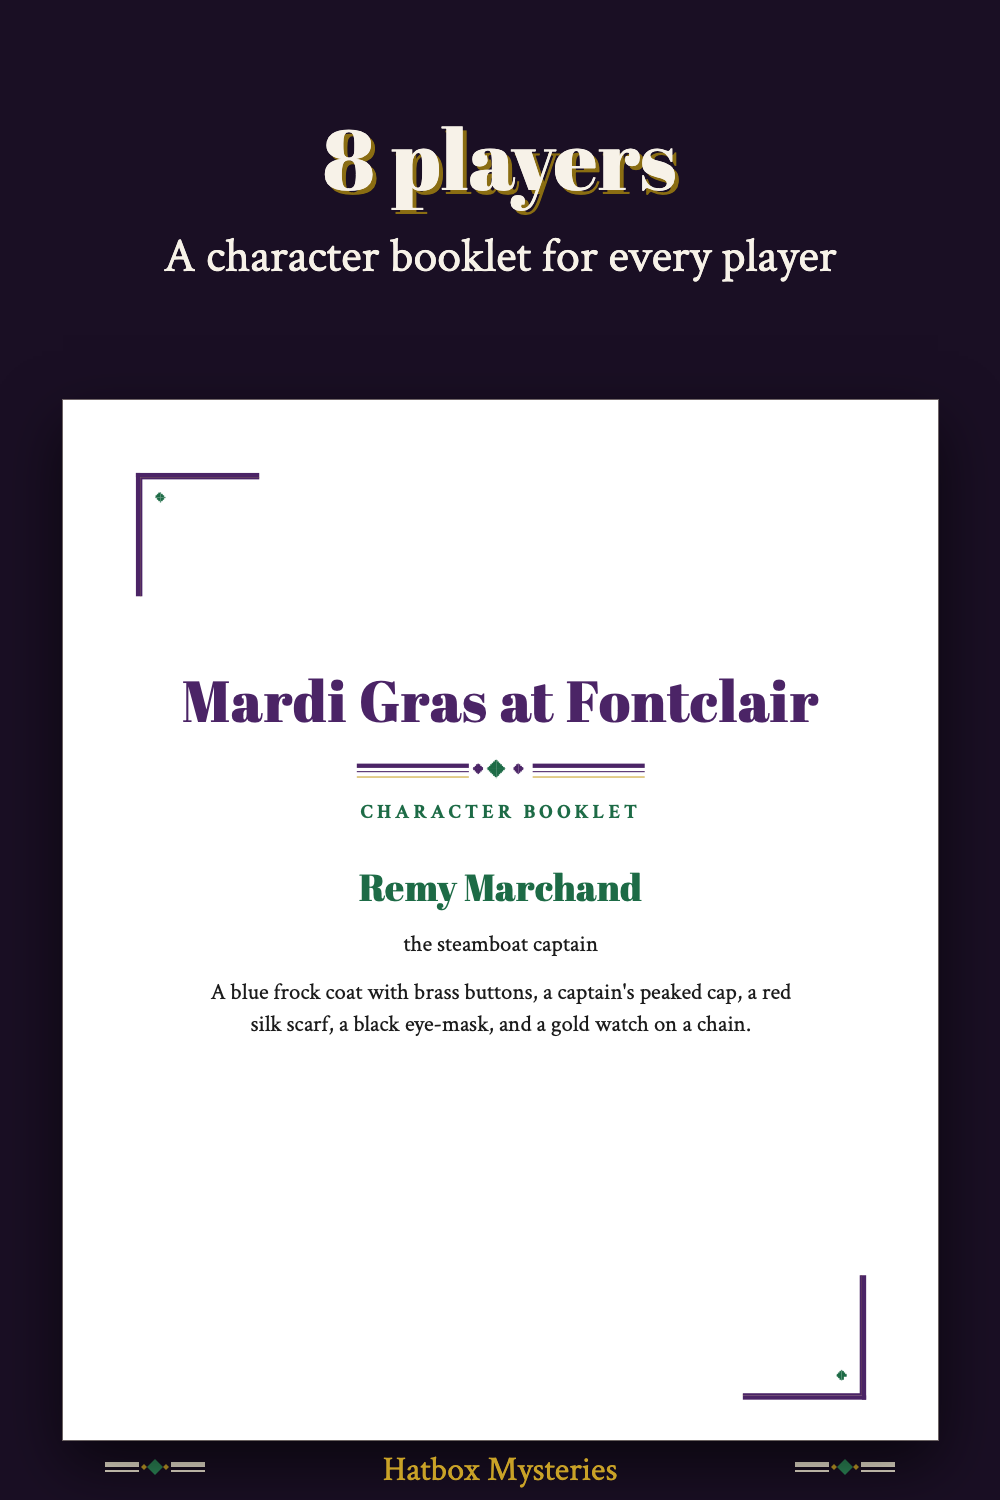 8 players
A character booklet for every player
Mardi Gras at Fontclair
CHARACTER BOOKLET
Remy Marchand
the steamboat captain
A blue frock coat with brass buttons, a captain's peaked cap, a red
silk scarf, a black eye-mask, and a gold watch on a chain.
Hatbox Mysteries